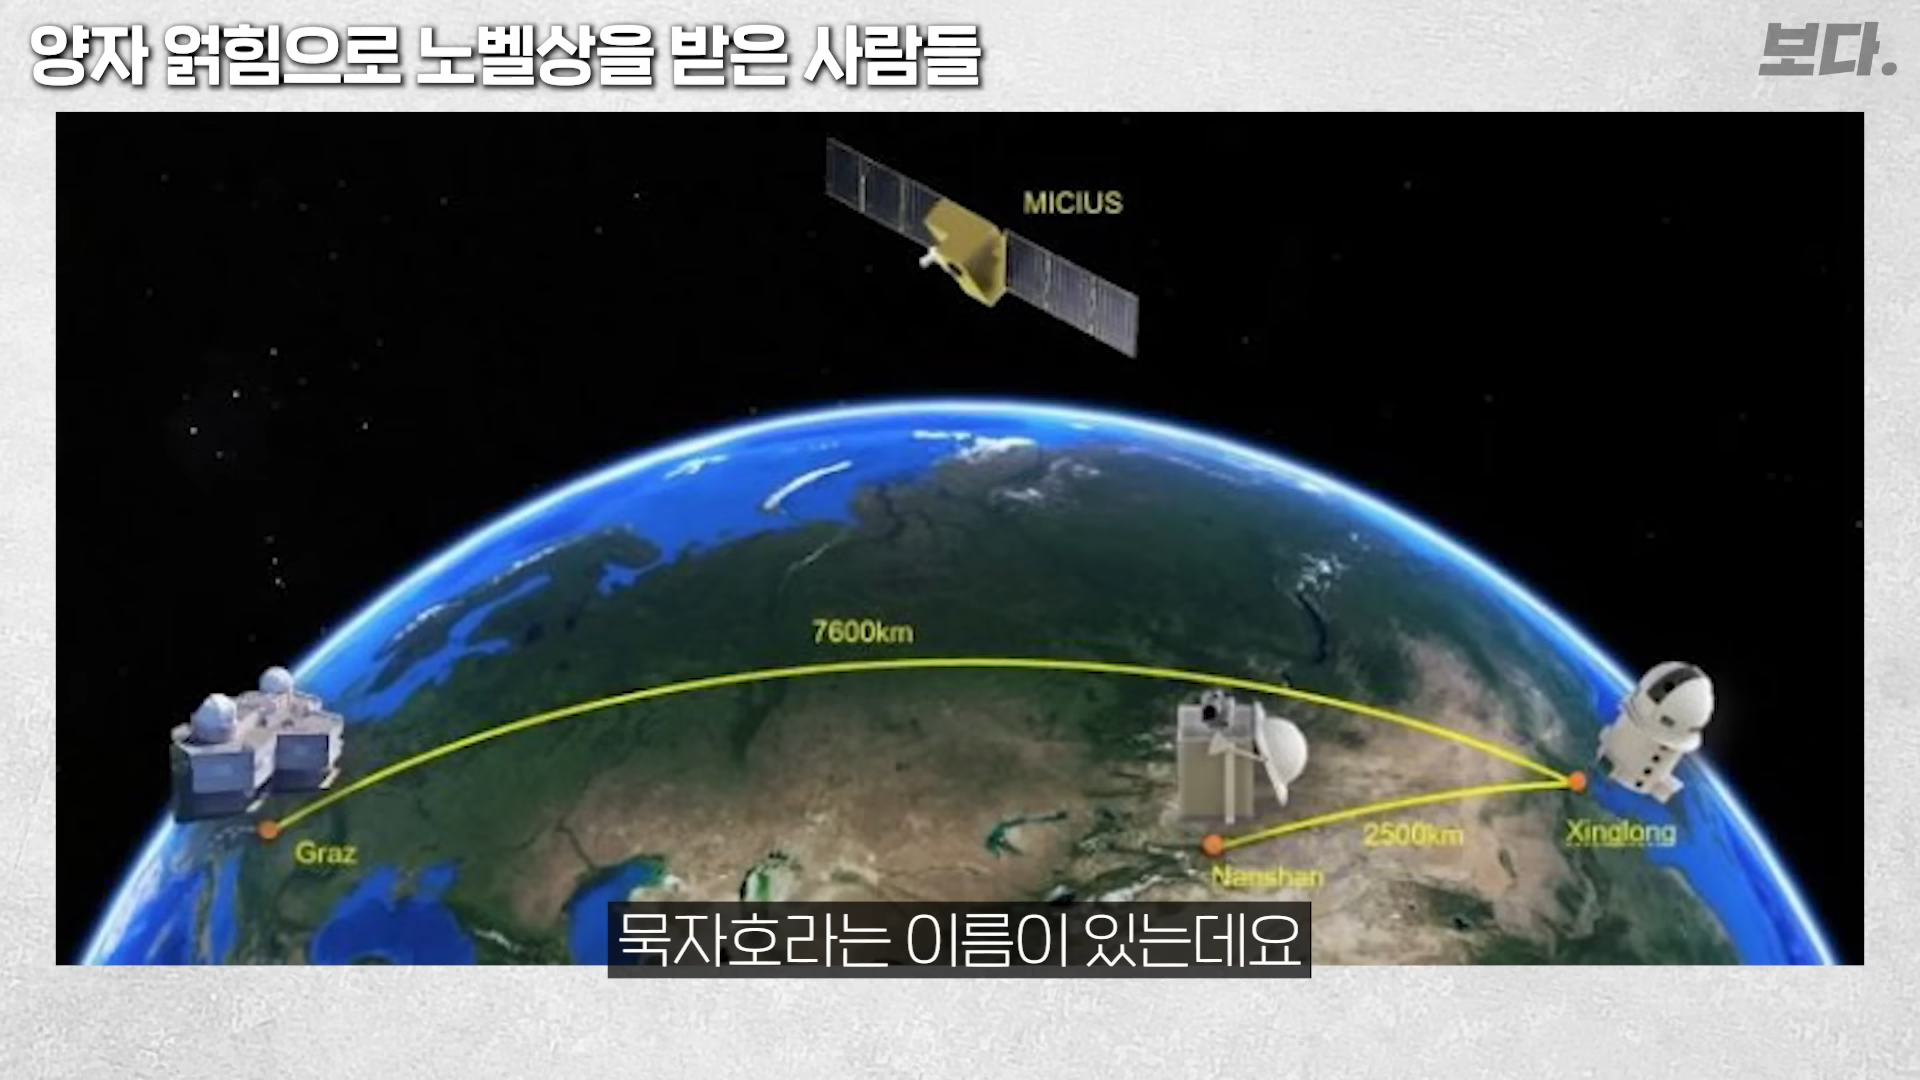 양자 얽힘으로 노벨상을 받은 사람들
보다.
MICIUS
7600km
2500km
Xinglong
Graz
Nanshan
묵자호라는 이름이 있는데요